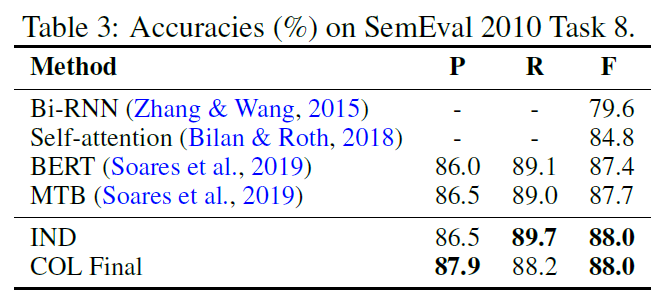 Table 3: Accuracies (%) on SemEval 2010 Task 8.
Method P R F
Bi-RNN (Zhang & Wang, 2015) - - 79.6
Self-attention (Bilan & Roth, 2018) - - 84.8
BERT (Soares et al., 2019) 86.0 89.1 87.4
MTB (Soares et al., 2019) 86.5 89.0 87.7
IND 86.5 89.7 88.0
COL Final 87.9 88.2 88.0